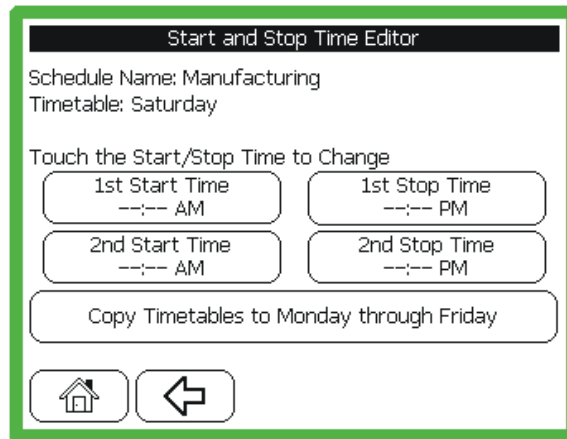 Start and Stop Time Editor
Schedule Name: Manufacturing
Timetable: Saturday
Touch the Start/Stop Time to Change
1st Start Time
--:-- AM
1st Stop Time
--:-- PM
2nd Start Time
--:-- AM
2nd Stop Time
--:-- PM
Copy Timetables to Monday through Friday